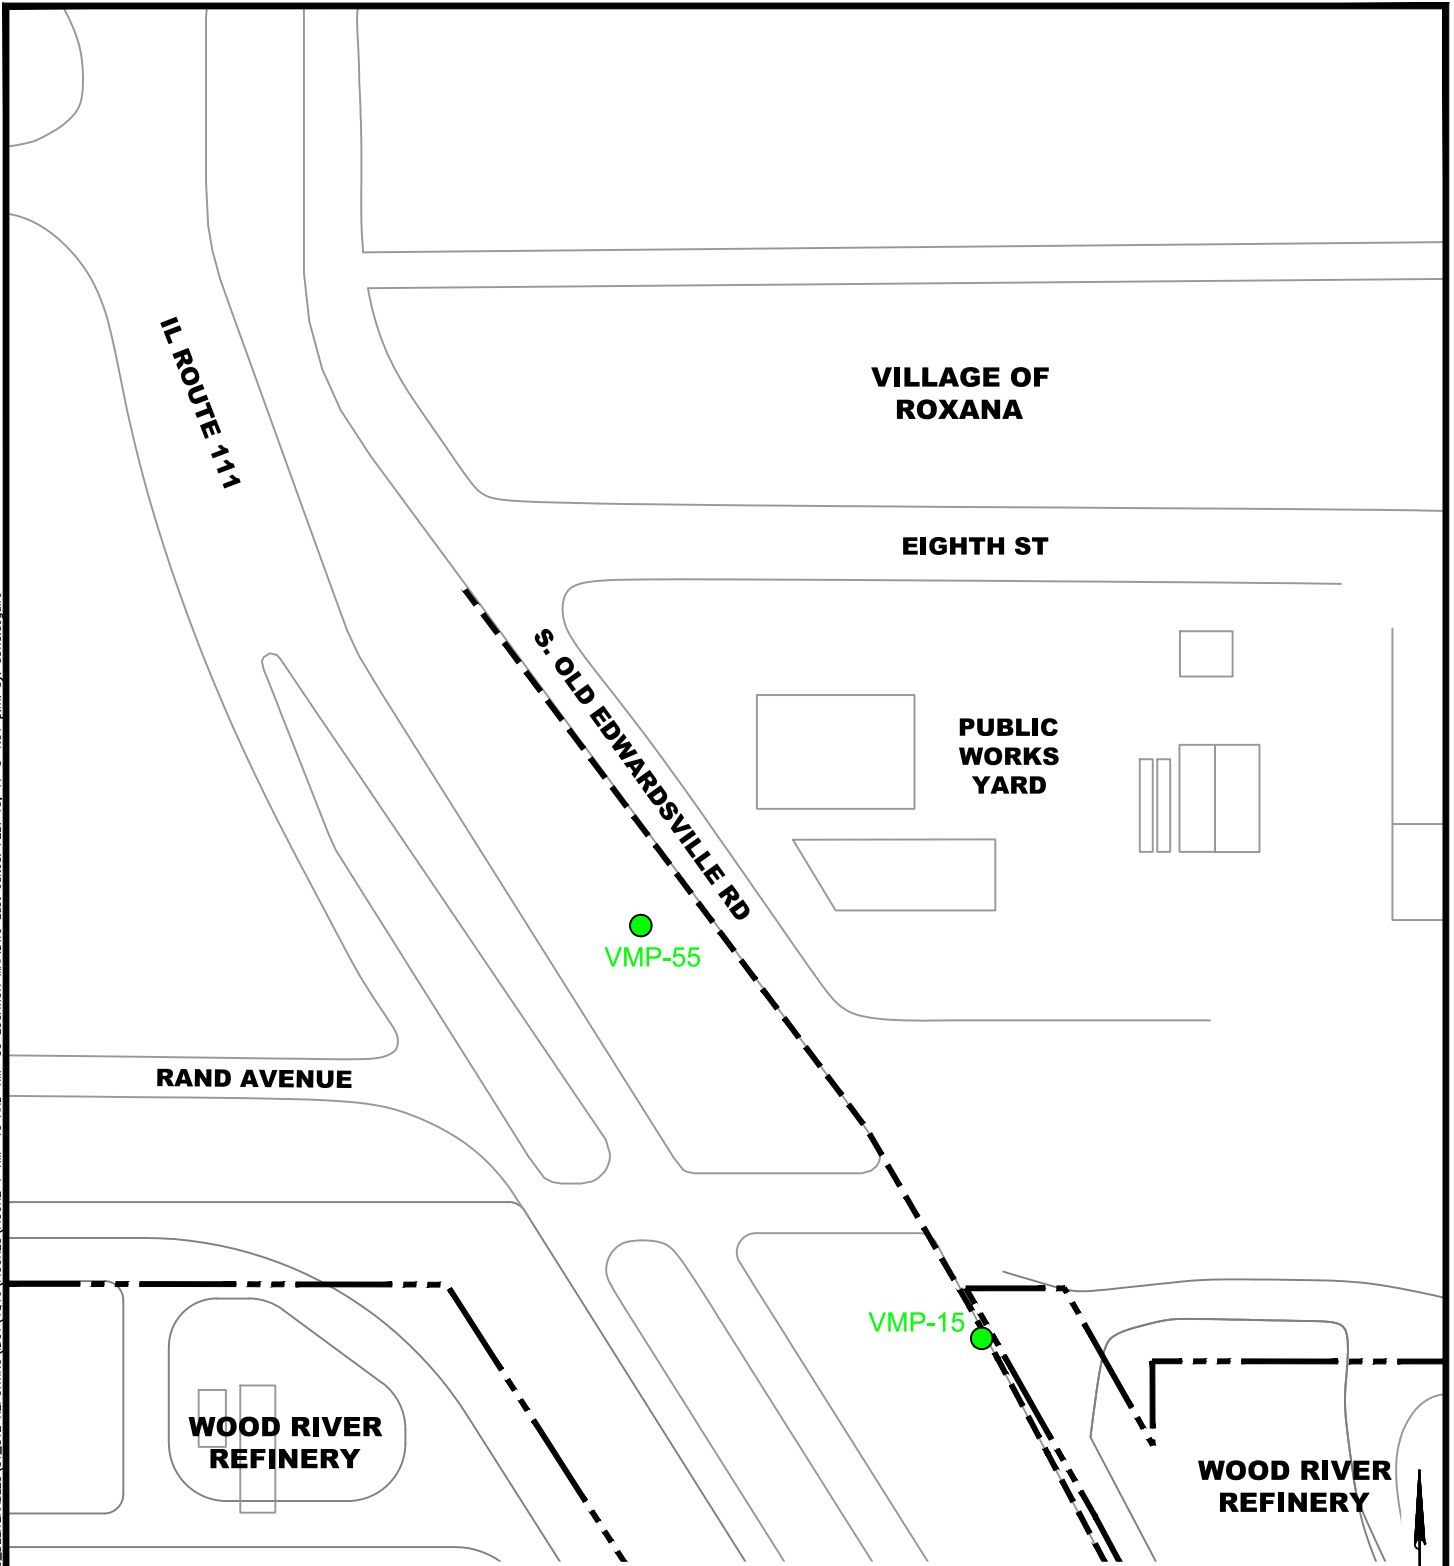 IL ROUTE 111
VILLAGE OF
ROXANA
EIGHTH ST
S. OLD EDWARDSVILLE RD
PUBLIC
WORKS
YARD
VMP-55
RAND AVENUE
VMP-15
WOOD RIVER
REFINERY
WOOD RIVER
REFINERY